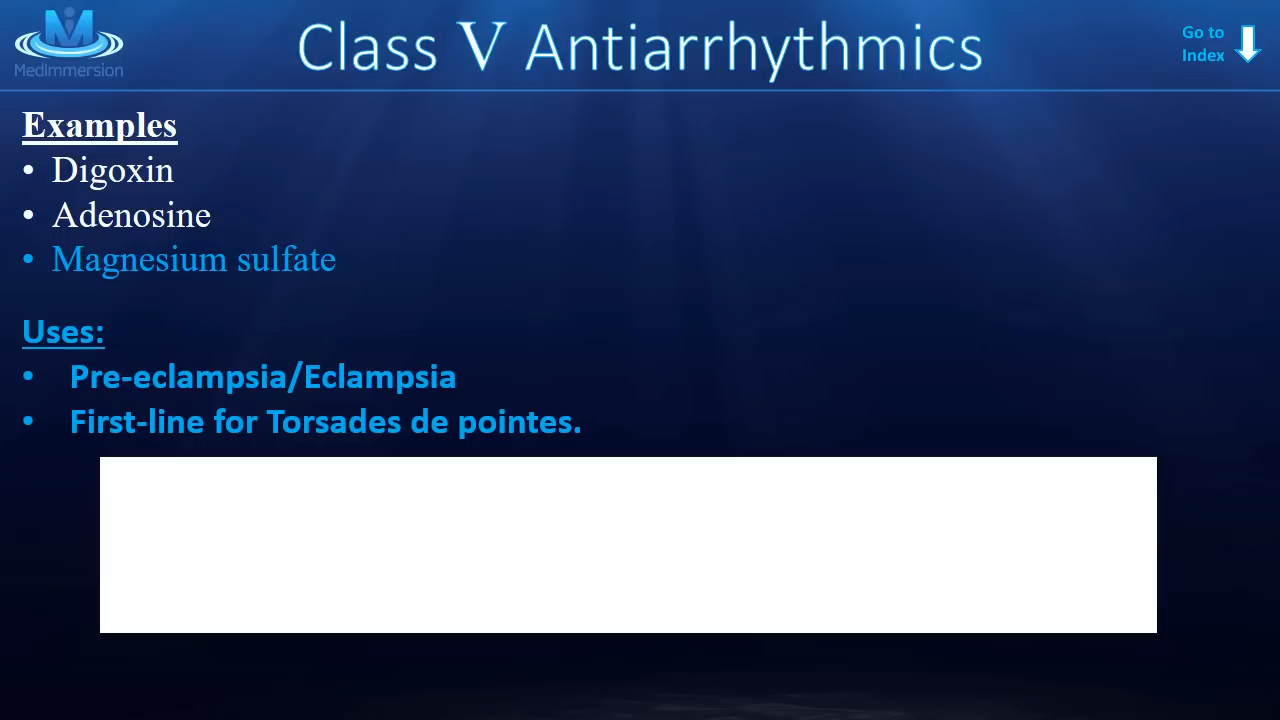 MedImmersion
Class V Antiarrhythmics
Go to
Index
Examples
• Digoxin
• Adenosine
• Magnesium sulfate
Uses:
• Pre-eclampsia/Eclampsia
• First-line for Torsades de pointes.